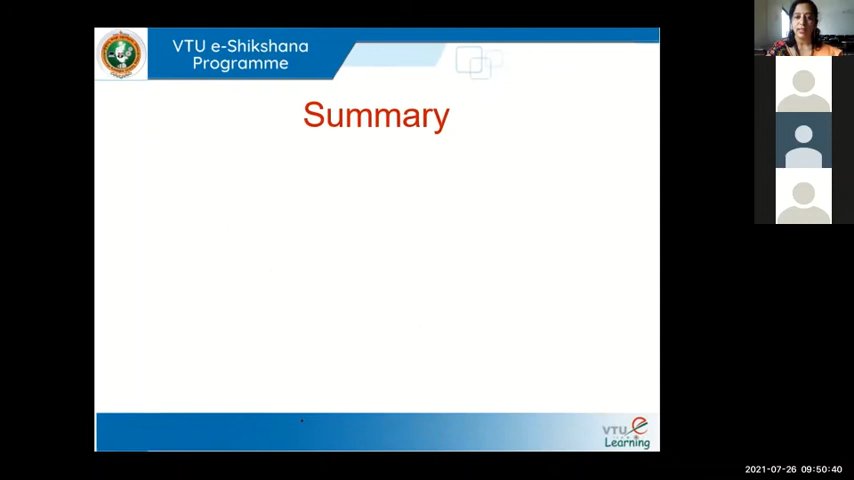 VTU e-Shikshana
Programme
Summary
VTU e
Learning
2021-07-26 09:50:40